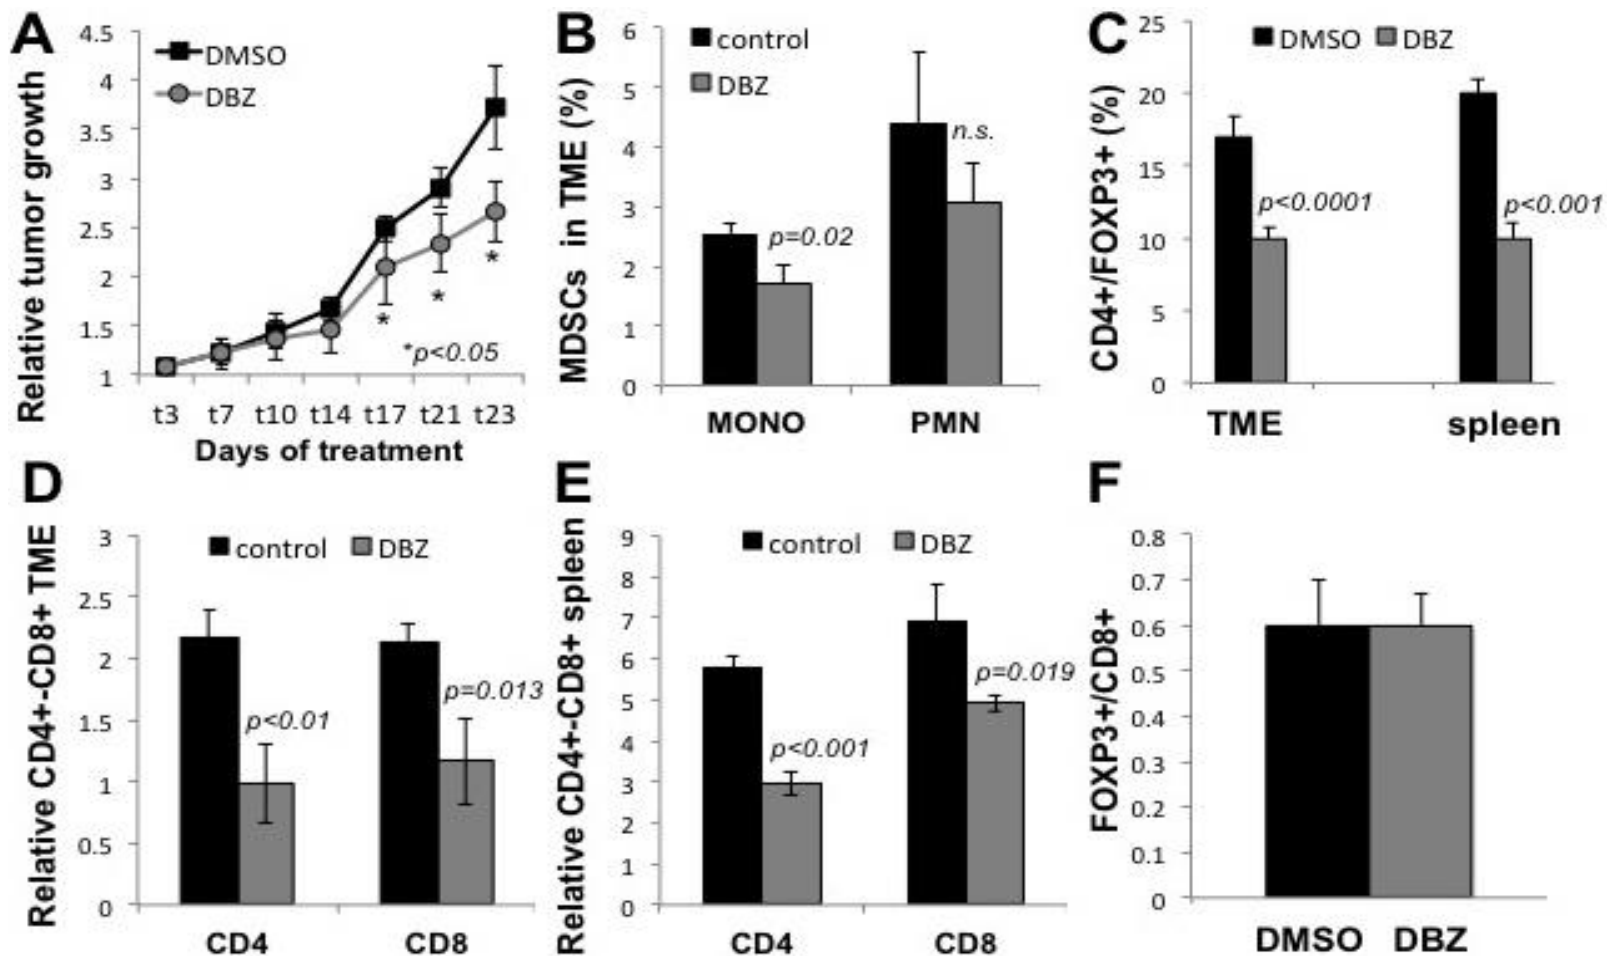 A
Relative tumor growth
4.5
4
3.5
3
2.5
2
1.5
1
DMSO
DBZ
*
*
*
*p<0.05
t3 t7 t10 t14 t17 t21 t23
Days of treatment
B
MDSCs in TME (%)
6
5
4
3
2
1
0
control
DBZ
p=0.02
n.s.
MONO PMN
C
CD4+/FOXP3+ (%)
25
20
15
10
5
0
DMSO DBZ
p<0.0001
p<0.001
TME spleen
D
Relative CD4+-CD8+ TME
3
2.5
2
1.5
1
0.5
0
control DBZ
p<0.01
p=0.013
CD4 CD8
E
Relative CD4+-CD8+ spleen
9
8
7
6
5
4
3
2
1
0
control DBZ
p<0.001
p=0.019
CD4 CD8
F
FOXP3+/CD8+
0.8
0.7
0.6
0.5
0.4
0.3
0.2
0.1
0
DMSO DBZ